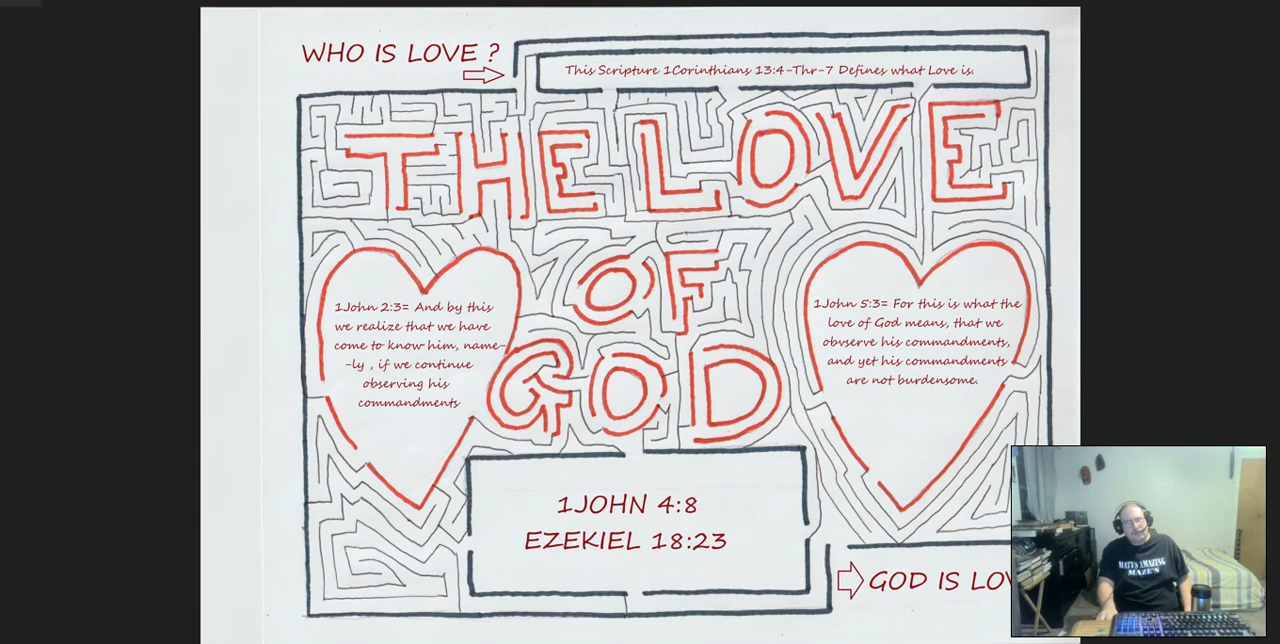 WHO IS LOVE ?
This Scripture 1Corinthians 13:4-Thr-7 Defines what Love is.
THE LOVE
OF
GOD
1John 2:3= And by this
we realize that we have
come to know him, name-
-ly , if we continue
observing his
commandments
1John 5:3= For this is what the
love of God means, that we
obvserve his commandments,
and yet his commandments
are not burdensome.
1JOHN 4:8
EZEKIEL 18:23
GOD IS LOV
MATT'S AMAZING
MAZE'S